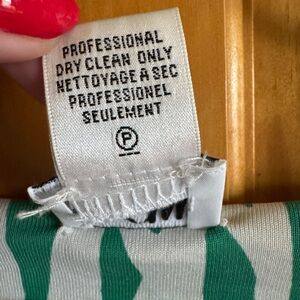 PROFESSIONAL
DRY CLEAN ONLY
NETTOYAGE A SEC
PROFESSIONEL
SEULEMENT
P